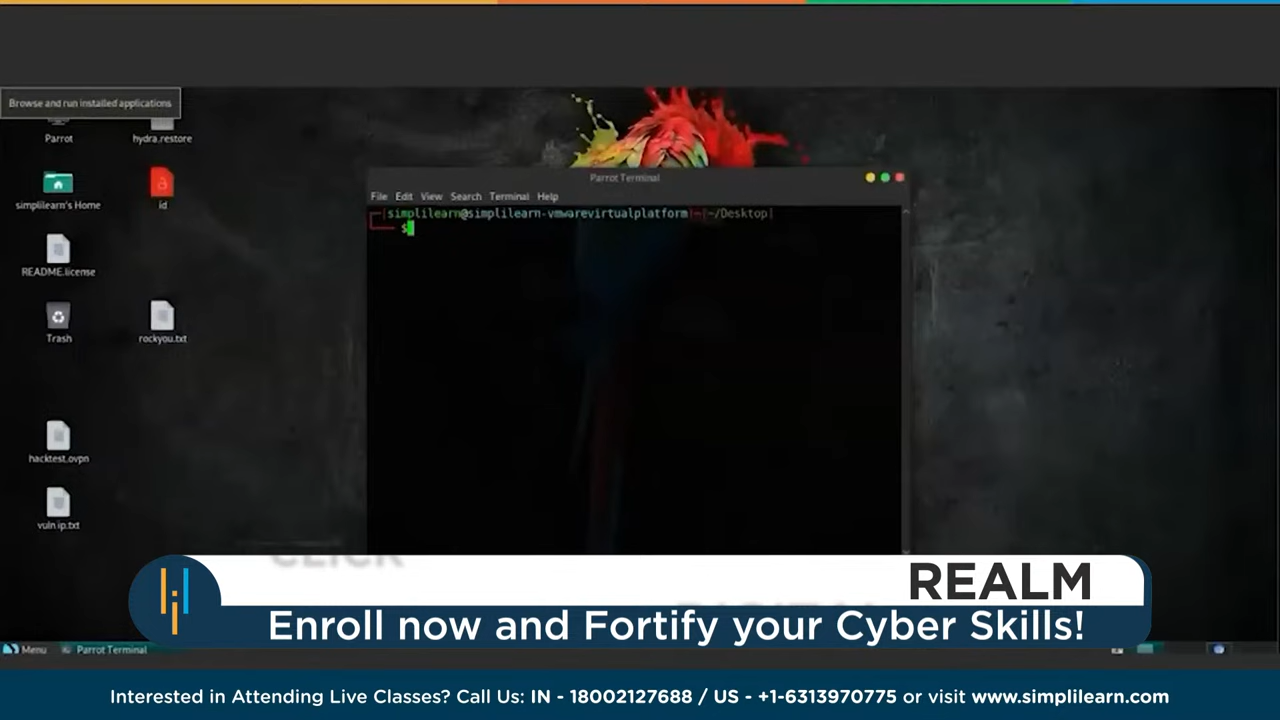 Browse and run installed applications
Parrot
hydra.restore
simplilearn's Home
id
README.license
Trash
rockyou.txt
hacktest.ovpn
vuln ip.txt
Parrot Terminal
File Edit View Search Terminal Help
[simplilearn@simplilearn-vmwarevirtualplatform]-[~/Desktop]
$
CLICK
REALM
Enroll now and Fortify your Cyber Skills!
Menu
Parrot Terminal
Interested in Attending Live Classes? Call Us: IN - 18002127688 / US - +1-6313970775 or visit www.simplilearn.com